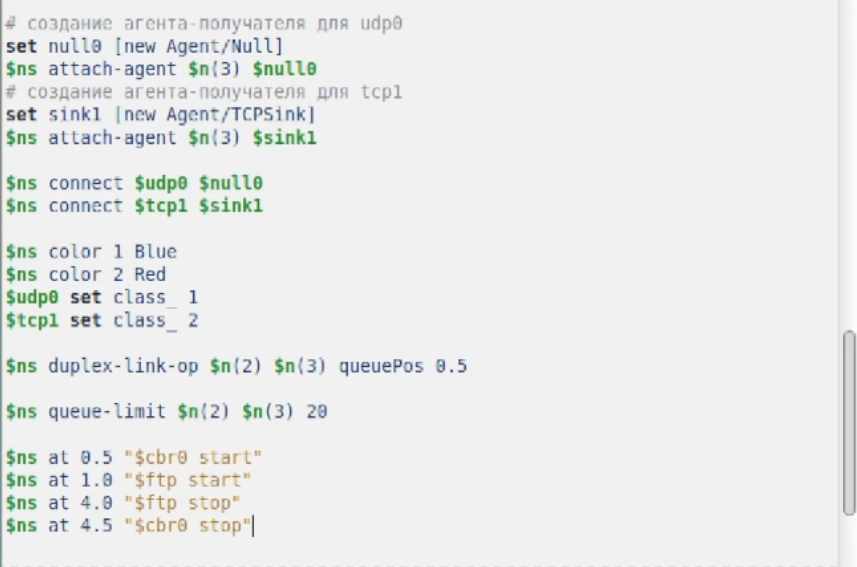 # создание агента-получателя для udp0
set null0 [new Agent/Null]
$ns attach-agent $n(3) $null0
# создание агента-получателя для tcp1
set sink1 [new Agent/TCPSink]
$ns attach-agent $n(3) $sink1
$ns connect $udp0 $null0
$ns connect $tcp1 $sink1
$ns color 1 Blue
$ns color 2 Red
$udp0 set class_ 1
$tcp1 set class_ 2
$ns duplex-link-op $n(2) $n(3) queuePos 0.5
$ns queue-limit $n(2) $n(3) 20
$ns at 0.5 "$cbr0 start"
$ns at 1.0 "$ftp start"
$ns at 4.0 "$ftp stop"
$ns at 4.5 "$cbr0 stop"